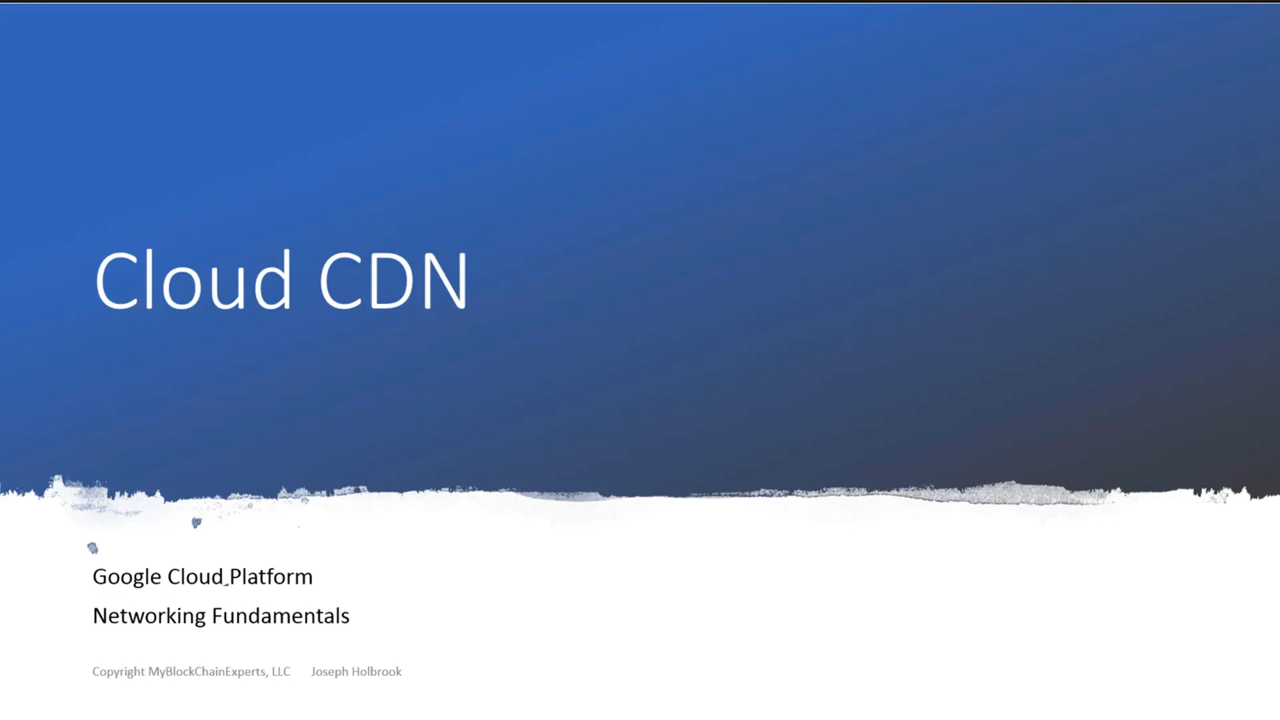 Cloud CDN
Google Cloud Platform
Networking Fundamentals
Copyright MyBlockChainExperts, LLC Joseph Holbrook